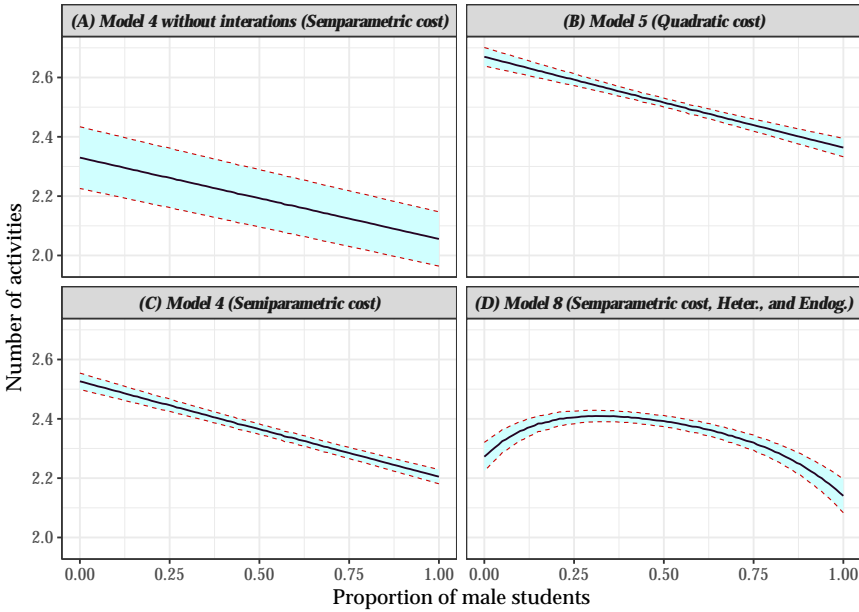 (A) Model 4 without interations (Semparametric cost)
(B) Model 5 (Quadratic cost)
2.6
2.4
2.2
2.0
(C) Model 4 (Semiparametric cost)
(D) Model 8 (Semparametric cost, Heter., and Endog.)
2.6
2.4
2.2
2.0
0.00 0.25 0.50 0.75 1.00
0.00 0.25 0.50 0.75 1.00
Number of activities
Proportion of male students